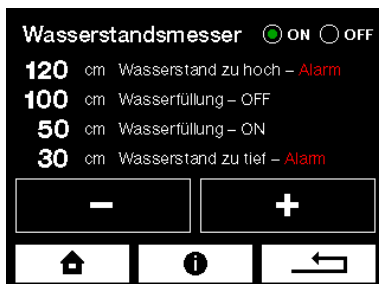 Wasserstandsmesser ON OFF
120 cm Wasserstand zu hoch – Alarm
100 cm Wasserfüllung – OFF
50 cm Wasserfüllung – ON
30 cm Wasserstand zu tief – Alarm
− +